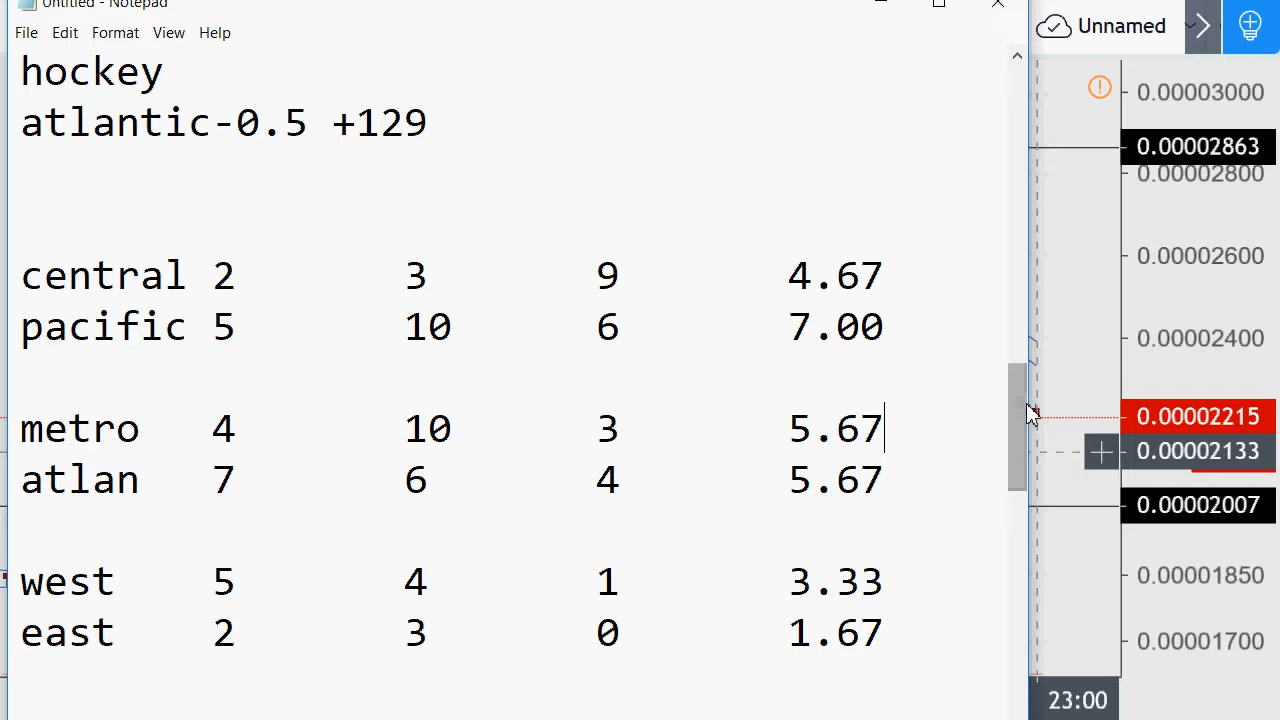 Untitled - Notepad
File Edit Format View Help
hockey
atlantic-0.5 +129
central 2 3 9 4.67
pacific 5 10 6 7.00
metro 4 10 3 5.67
atlan 7 6 4 5.67
west 5 4 1 3.33
east 2 3 0 1.67
Unnamed
0.00003000
0.00002863
0.00002800
0.00002600
0.00002400
0.00002215
0.00002133
0.00002007
0.00001850
0.00001700
23:00